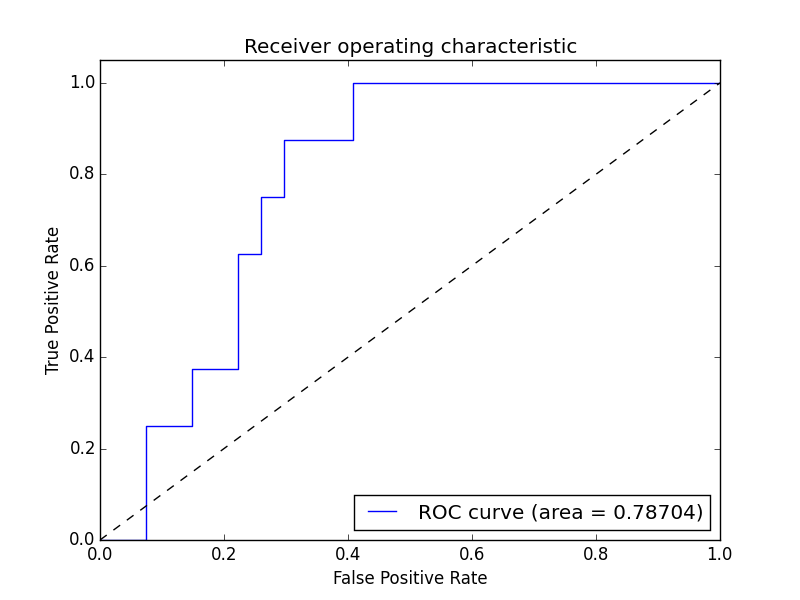 Receiver operating characteristic
True Positive Rate
1.0
0.8
0.6
0.4
0.2
0.0
ROC curve (area = 0.78704)
0.0 0.2 0.4 0.6 0.8 1.0
False Positive Rate